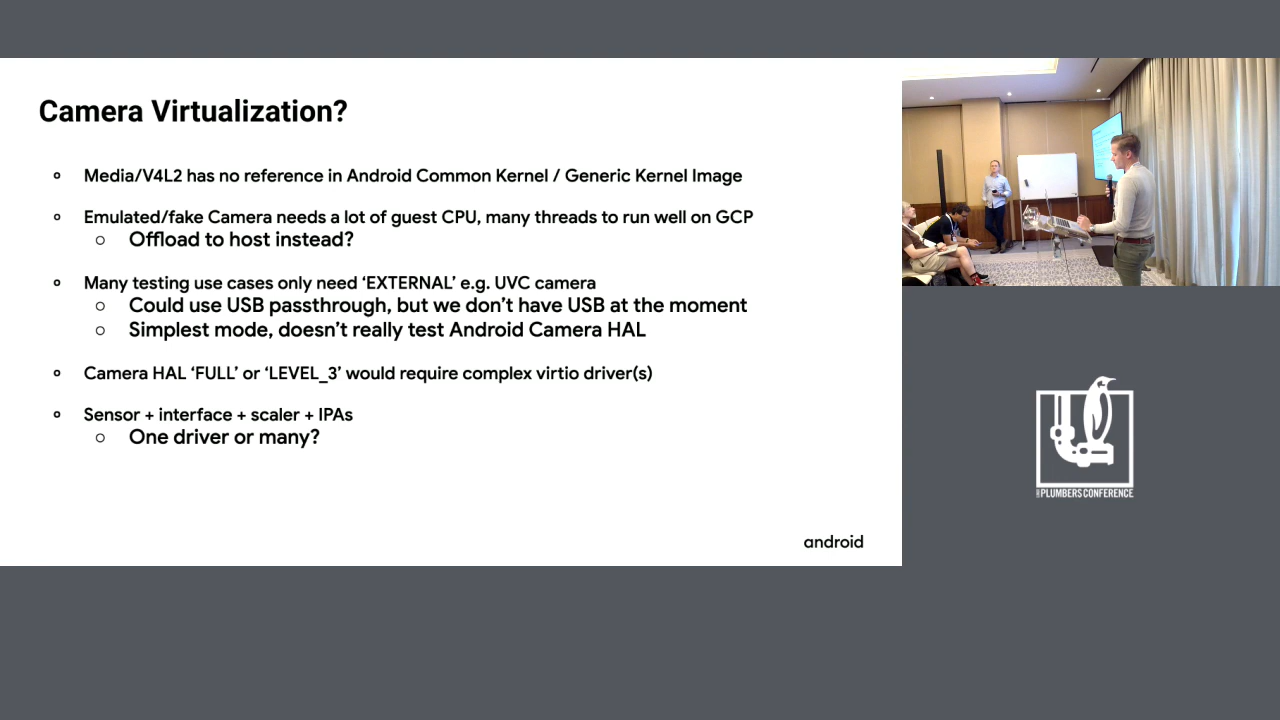 Camera Virtualization?
Media/V4L2 has no reference in Android Common Kernel / Generic Kernel Image
Emulated/fake Camera needs a lot of guest CPU, many threads to run well on GCP
Offload to host instead?
Many testing use cases only need ‘EXTERNAL’ e.g. UVC camera
Could use USB passthrough, but we don’t have USB at the moment
Simplest mode, doesn’t really test Android Camera HAL
Camera HAL ‘FULL’ or ‘LEVEL_3’ would require complex virtio driver(s)
Sensor + interface + scaler + IPAs
One driver or many?
android
PLUMBERS CONFERENCE